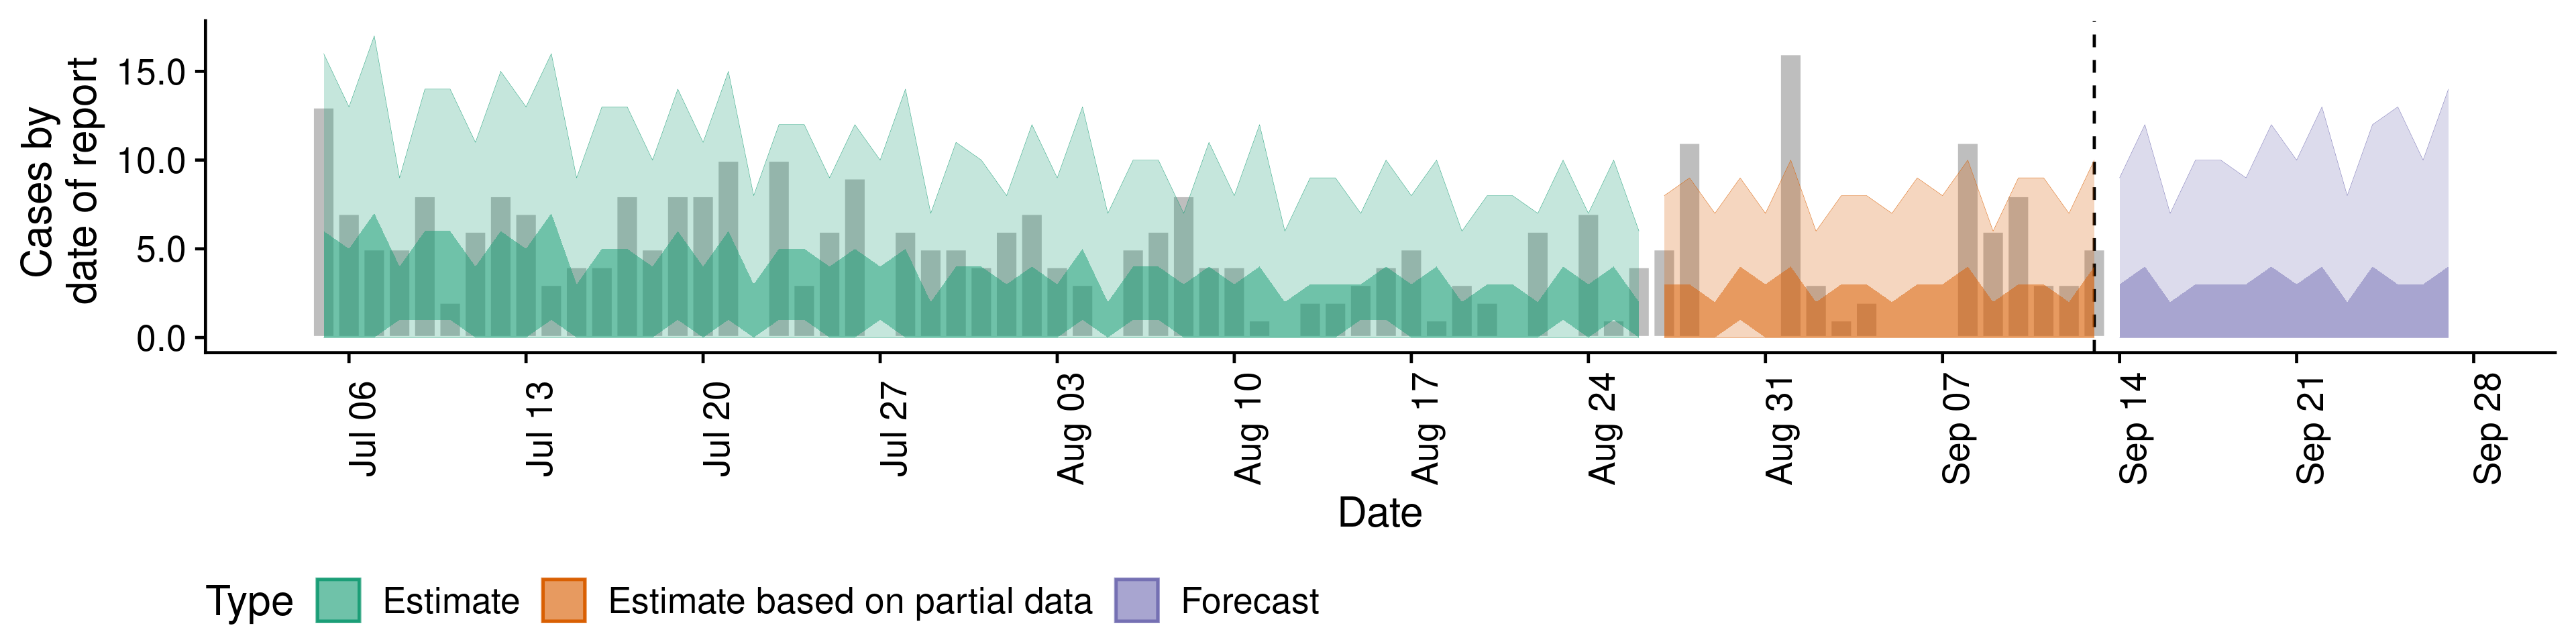 Cases by
date of report
15.0
10.0
5.0
0.0
Jul 06
Jul 13
Jul 20
Jul 27
Aug 03
Aug 10
Aug 17
Aug 24
Aug 31
Sep 07
Sep 14
Sep 21
Sep 28
Date
Type Estimate Estimate based on partial data Forecast